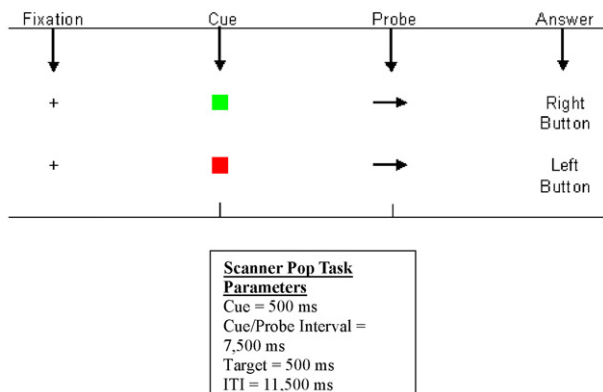 Fixation Cue Probe Answer
+ Right
Button
+ Left
Button
Scanner Pop Task
Parameters
Cue = 500 ms
Cue/Probe Interval =
7,500 ms
Target = 500 ms
ITI = 11,500 ms